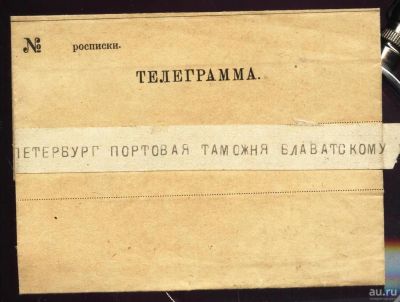 № росписки.
ТЕЛЕГРАММА.
ПЕТЕРБУРГ ПОРТОВАЯ ТАМОЖНЯ БЛАВАТСКОМУ
au.ru